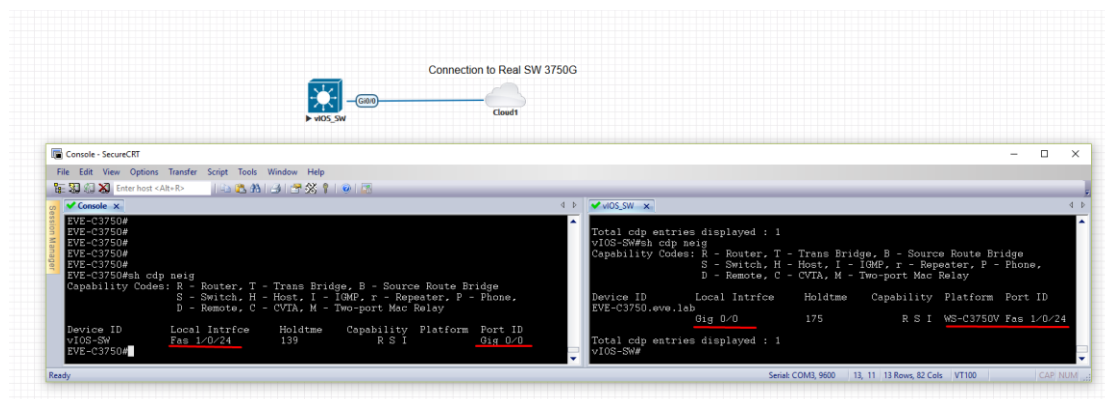 Connection to Real SW 3750G
Gi0/0
vIOS_SW
Cloud1
Console - SecureCRT
File Edit View Options Transfer Script Tools Window Help
Enter host <Alt+R>
Session Manager
Console
EVE-C3750#
EVE-C3750#
EVE-C3750#
EVE-C3750#
EVE-C3750#
EVE-C3750#sh cdp neig
Capability Codes: R - Router, T - Trans Bridge, B - Source Route Bridge
S - Switch, H - Host, I - IGMP, r - Repeater, P - Phone,
D - Remote, C - CVTA, M - Two-port Mac Relay
Device ID Local Intrfce Holdtme Capability Platform Port ID
vIOS-SW Fas 1/0/24 139 R S I Gig 0/0
EVE-C3750#
vIOS_SW
Total cdp entries displayed : 1
vIOS-SW#sh cdp neig
Capability Codes: R - Router, T - Trans Bridge, B - Source Route Bridge
S - Switch, H - Host, I - IGMP, r - Repeater, P - Phone,
D - Remote, C - CVTA, M - Two-port Mac Relay
Device ID Local Intrfce Holdtme Capability Platform Port ID
EVE-C3750.eve.lab
Gig 0/0 175 R S I WS-C3750V Fas 1/0/24
Total cdp entries displayed : 1
vIOS-SW#
Ready Serial: COM3, 9600 13, 11 13 Rows, 82 Cols VT100 CAP NUM